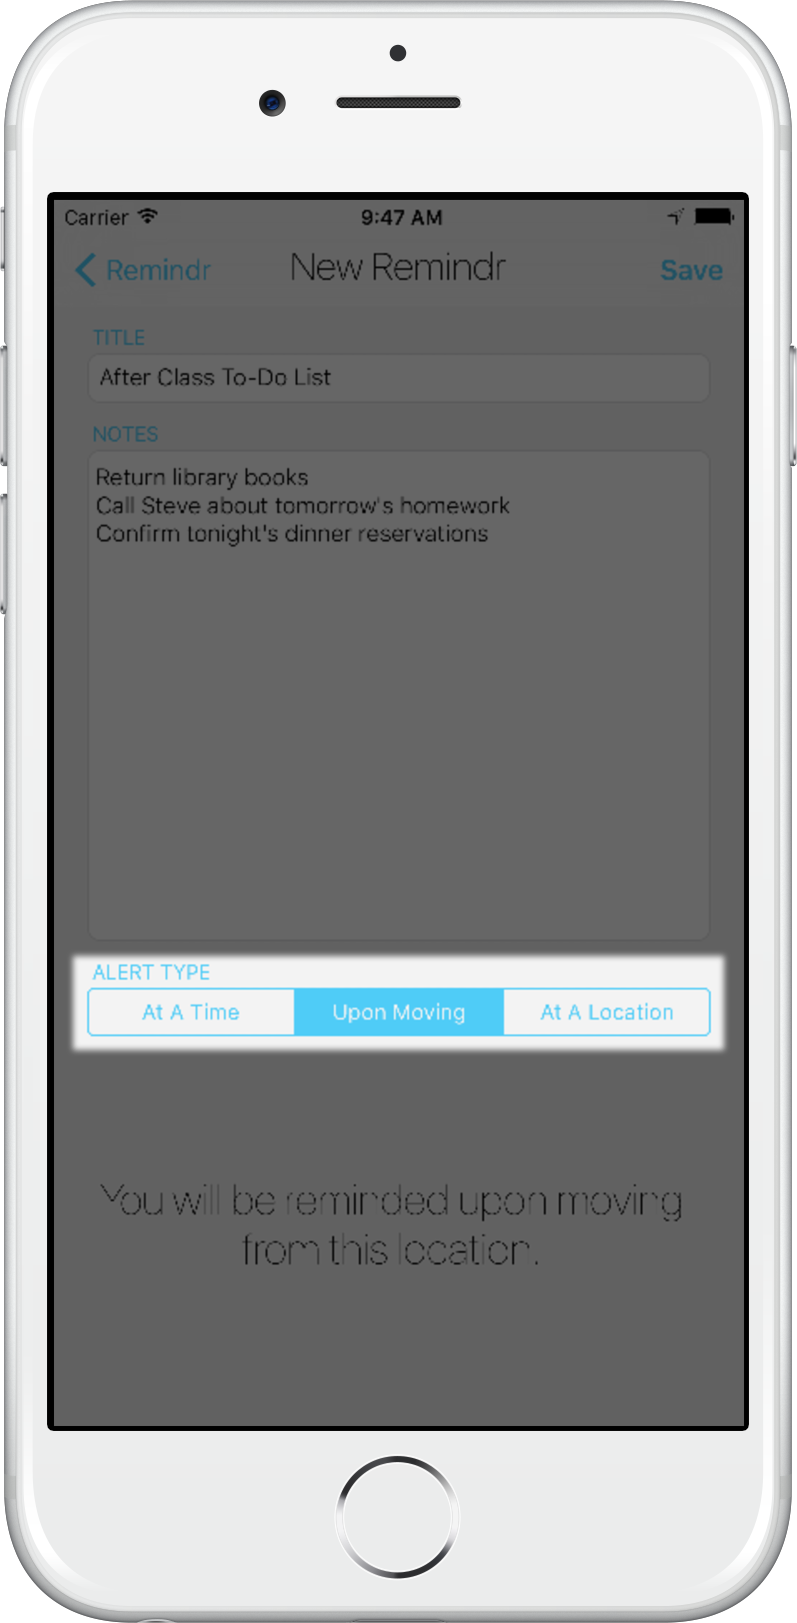 Carrier 9:47 AM
Remindr New Remindr Save
TITLE
After Class To-Do List
NOTES
Return library books
Call Steve about tomorrow's homework
Confirm tonight's dinner reservations
ALERT TYPE
At A Time Upon Moving At A Location
You will be reminded upon moving
from this location.